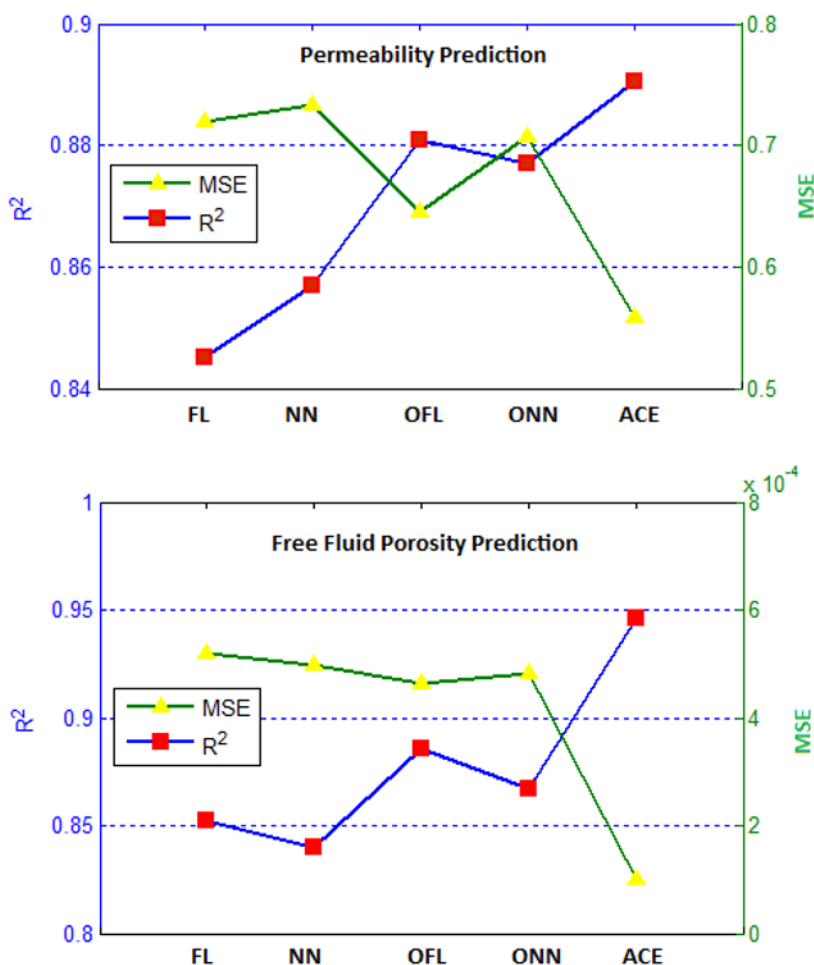 Permeability Prediction
0.9
0.88
0.86
0.84
R²
0.8
0.7
0.6
0.5
MSE
MSE
R²
FL NN OFL ONN ACE
x 10⁻⁴
Free Fluid Porosity Prediction
1
0.95
0.9
0.85
0.8
R²
8
6
4
2
0
MSE
MSE
R²
FL NN OFL ONN ACE